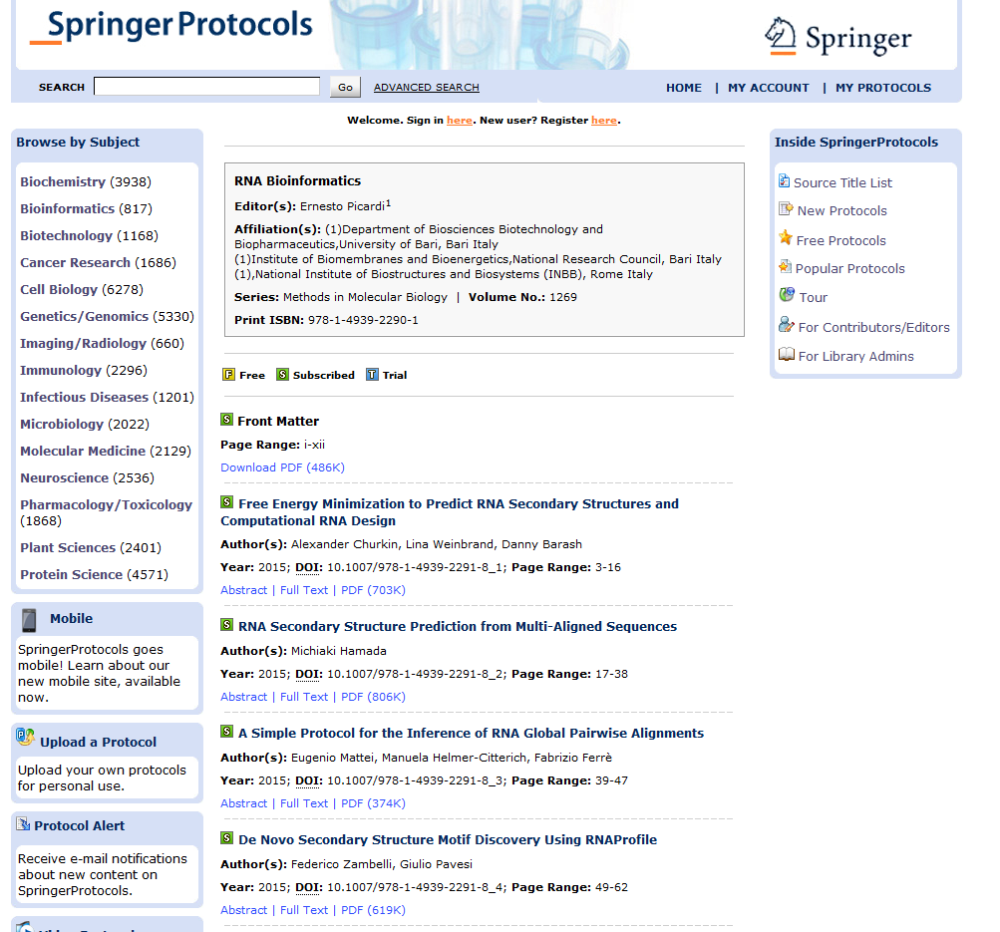 SpringerProtocols
Springer
SEARCH
Go
ADVANCED SEARCH
HOME | MY ACCOUNT | MY PROTOCOLS
Welcome. Sign in here. New user? Register here.
Browse by Subject
Biochemistry (3938)
Bioinformatics (817)
Biotechnology (1168)
Cancer Research (1686)
Cell Biology (6278)
Genetics/Genomics (5330)
Imaging/Radiology (660)
Immunology (2296)
Infectious Diseases (1201)
Microbiology (2022)
Molecular Medicine (2129)
Neuroscience (2536)
Pharmacology/Toxicology
(1868)
Plant Sciences (2401)
Protein Science (4571)
Mobile
SpringerProtocols goes
mobile! Learn about our
new mobile site, available
now.
Upload a Protocol
Upload your own protocols
for personal use.
Protocol Alert
Receive e-mail notifications
about new content on
SpringerProtocols.
RNA Bioinformatics
Editor(s): Ernesto Picardi1
Affiliation(s): (1)Department of Biosciences Biotechnology and
Biopharmaceutics,University of Bari, Bari Italy
(1)Institute of Biomembranes and Bioenergetics,National Research Council, Bari Italy
(1),National Institute of Biostructures and Biosystems (INBB), Rome Italy
Series: Methods in Molecular Biology | Volume No.: 1269
Print ISBN: 978-1-4939-2290-1
F Free S Subscribed T Trial
S Front Matter
Page Range: i-xii
Download PDF (486K)
S Free Energy Minimization to Predict RNA Secondary Structures and
Computational RNA Design
Author(s): Alexander Churkin, Lina Weinbrand, Danny Barash
Year: 2015; DOI: 10.1007/978-1-4939-2291-8_1; Page Range: 3-16
Abstract | Full Text | PDF (703K)
S RNA Secondary Structure Prediction from Multi-Aligned Sequences
Author(s): Michiaki Hamada
Year: 2015; DOI: 10.1007/978-1-4939-2291-8_2; Page Range: 17-38
Abstract | Full Text | PDF (806K)
S A Simple Protocol for the Inference of RNA Global Pairwise Alignments
Author(s): Eugenio Mattei, Manuela Helmer-Citterich, Fabrizio Ferrè
Year: 2015; DOI: 10.1007/978-1-4939-2291-8_3; Page Range: 39-47
Abstract | Full Text | PDF (374K)
S De Novo Secondary Structure Motif Discovery Using RNAProfile
Author(s): Federico Zambelli, Giulio Pavesi
Year: 2015; DOI: 10.1007/978-1-4939-2291-8_4; Page Range: 49-62
Abstract | Full Text | PDF (619K)
Inside SpringerProtocols
Source Title List
New Protocols
Free Protocols
Popular Protocols
Tour
For Contributors/Editors
For Library Admins